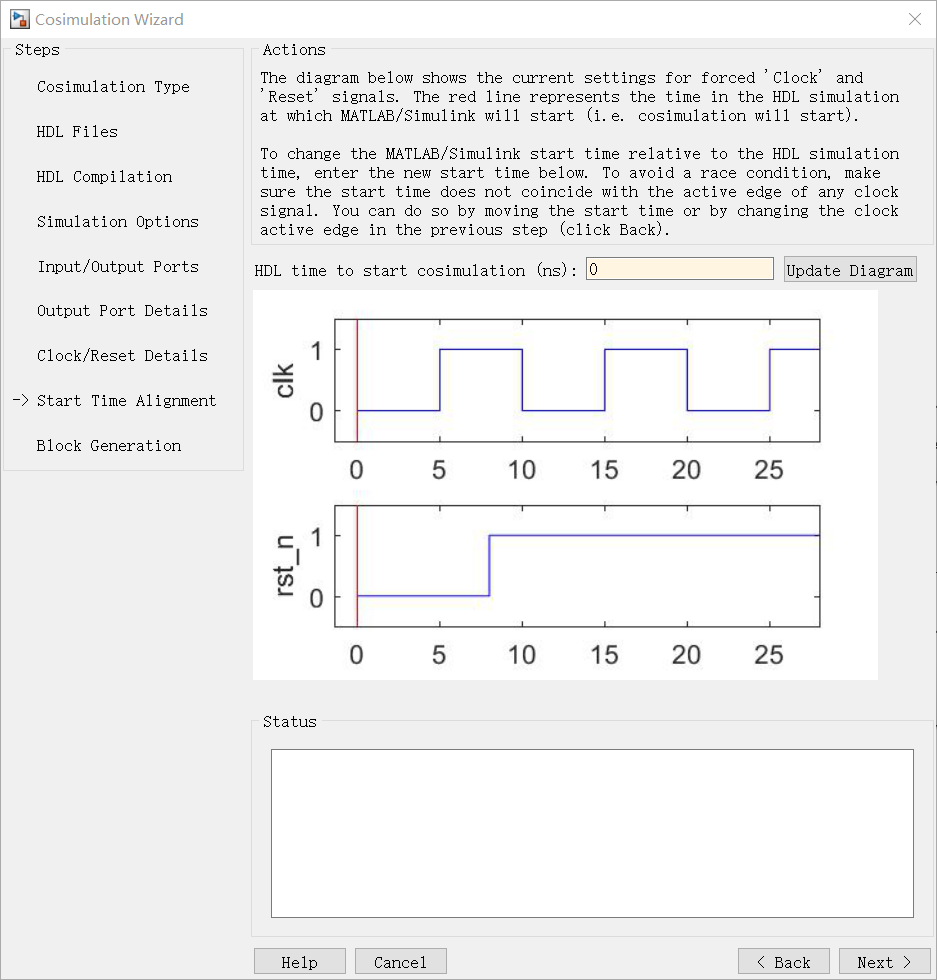 Cosimulation Wizard
Steps
Cosimulation Type
HDL Files
HDL Compilation
Simulation Options
Input/Output Ports
Output Port Details
Clock/Reset Details
-> Start Time Alignment
Block Generation
Actions
The diagram below shows the current settings for forced 'Clock' and
'Reset' signals. The red line represents the time in the HDL simulation
at which MATLAB/Simulink will start (i.e. cosimulation will start).
To change the MATLAB/Simulink start time relative to the HDL simulation
time, enter the new start time below. To avoid a race condition, make
sure the start time does not coincide with the active edge of any clock
signal. You can do so by moving the start time or by changing the clock
active edge in the previous step (click Back).
HDL time to start cosimulation (ns): 0 Update Diagram
clk
1
0
0 5 10 15 20 25
rst_n
1
0
0 5 10 15 20 25
Status
Help Cancel < Back Next >